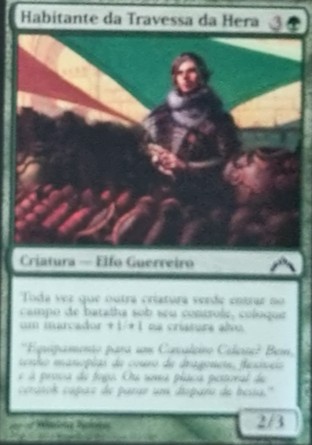 Habitante da Travessa da Hera 3
Criatura — Elfo Guerreiro
Toda vez que outra criatura verde entrar no
campo de batalha sob seu controle, coloque
um marcador +1/+1 na criatura alvo.
"Equipamento para um Cavaleiro Celeste? Bem,
tenho manoplas de couro de dragonete, flexíveis
e à prova de fogo. Ou uma placa peitoral de
capaz de parar um disparo de besta."
2/3